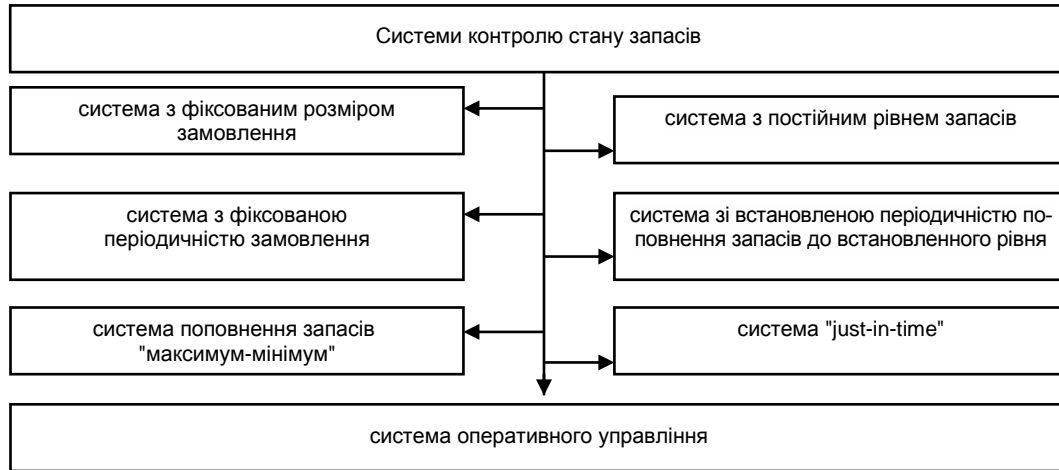 Системи контролю стану запасів
система з фіксованим розміром
замовлення
система з постійним рівнем запасів
система з фіксованою
періодичністю замовлення
система зі встановленою періодичністю по-
повнення запасів до встановленного рівня
система поповнення запасів
"максимум-мінімум"
система "just-in-time"
система оперативного управління